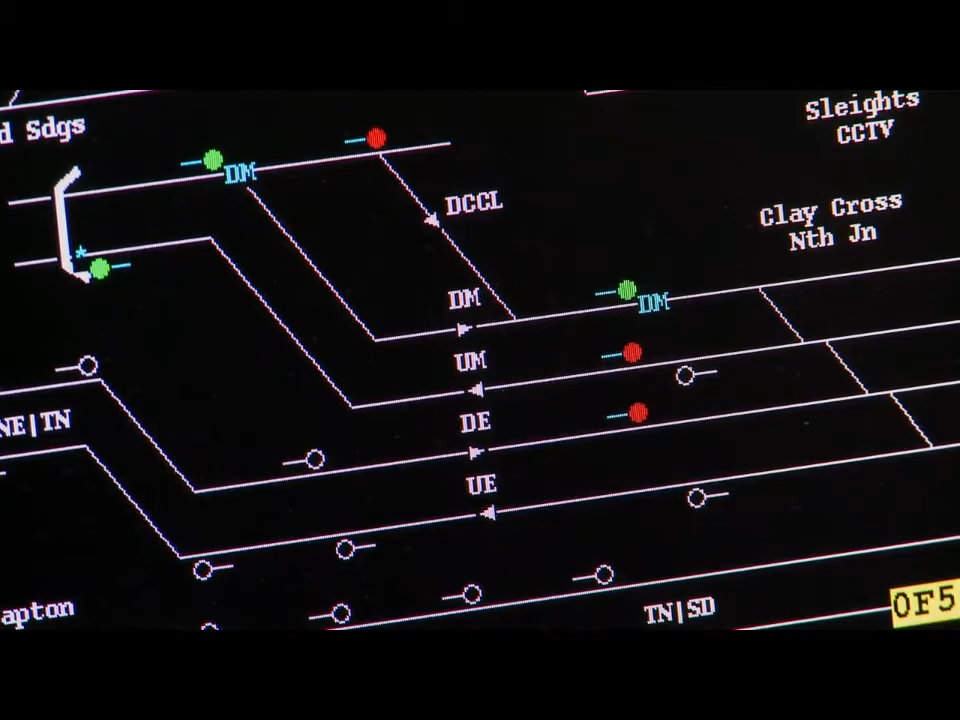 Sleights
CCTV
d Sdgs
DM
DCCL
Clay Cross
Nth Jn
*
DM
DM
UM
DE
NE|TN
UE
apton
TN|SD
0F5